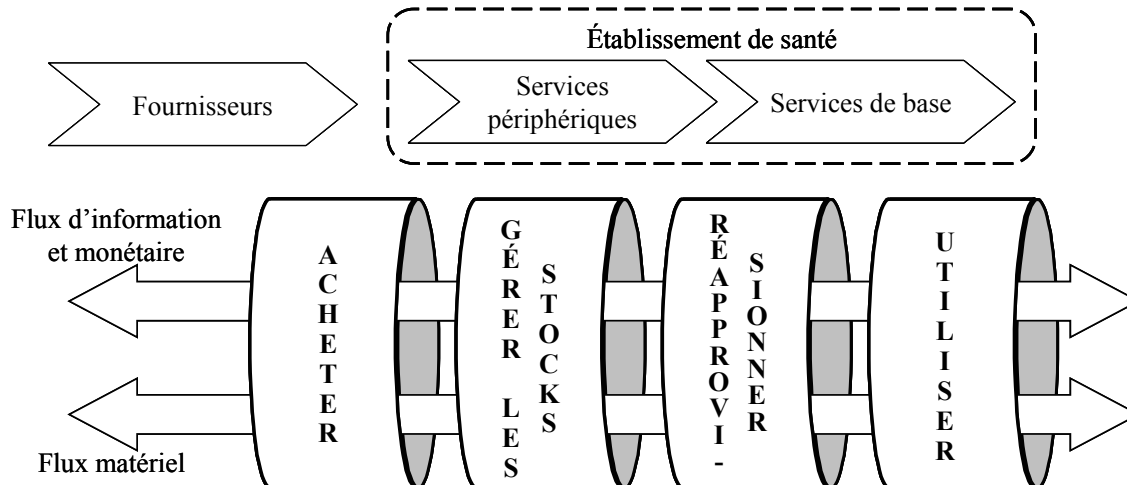 Établissement de santé
Fournisseurs
Services
périphériques
Services de base
Flux d’information
et monétaire
Flux matériel
ACHETER
GÉRER LES
STOCKS
RÉAPPROVI-
SIONNER
UTILISER